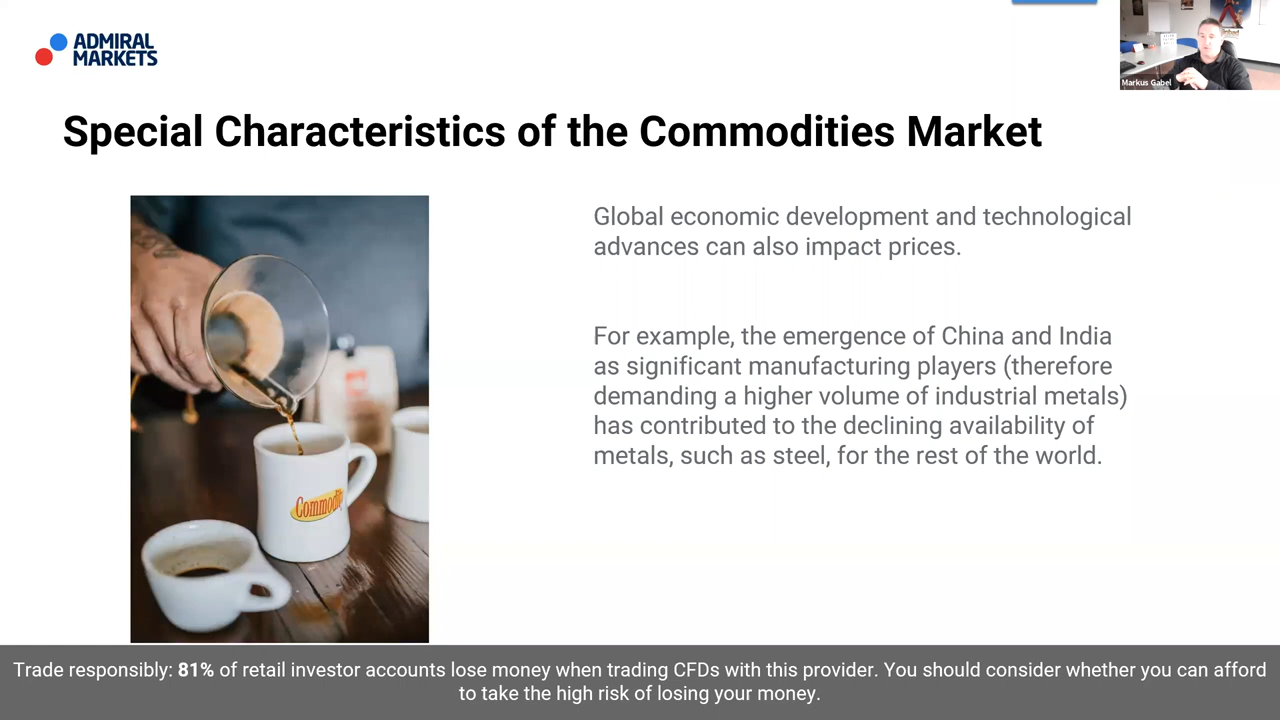 ADMIRAL
MARKETS
Markus Gabel
Special Characteristics of the Commodities Market
Global economic development and technological
advances can also impact prices.
For example, the emergence of China and India
as significant manufacturing players (therefore
demanding a higher volume of industrial metals)
has contributed to the declining availability of
metals, such as steel, for the rest of the world.
Trade responsibly: 81% of retail investor accounts lose money when trading CFDs with this provider. You should consider whether you can afford
to take the high risk of losing your money.